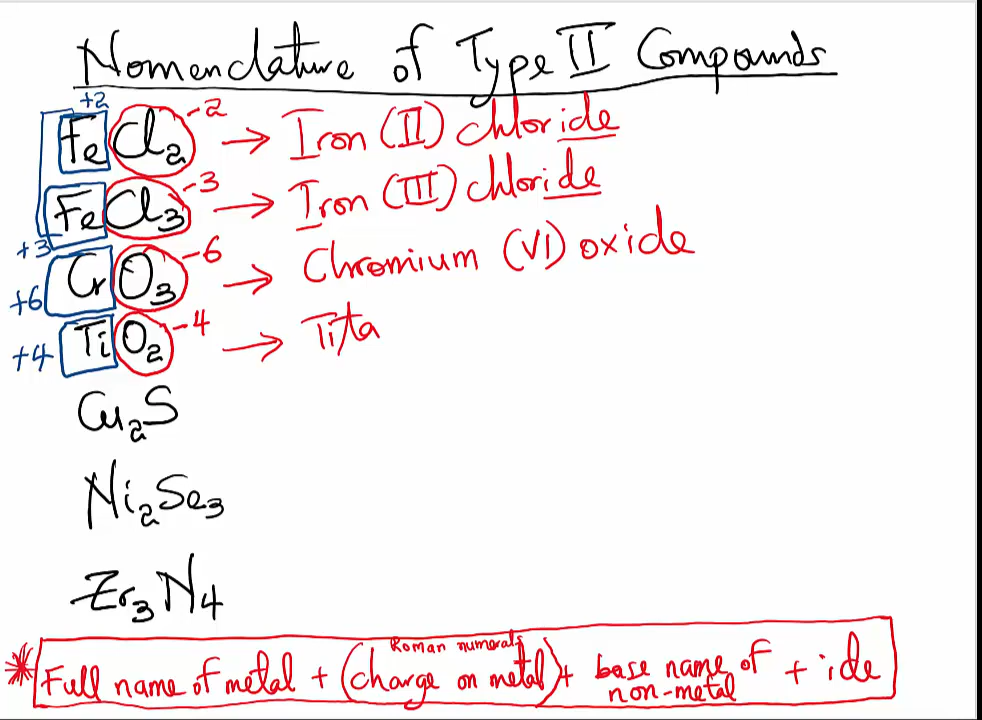 Nomenclature of Type II Compounds
+2 FeCl2 -2 → Iron (II) chloride
+3 FeCl3 -3 → Iron (III) chloride
+6 CrO3 -6 → Chromium (VI) oxide
+4 TiO2 -4 → Tita
Cu2S
Ni2Se3
Zr3N4
Roman numerals
* Full name of metal + (charge on metal) + base name of non-metal + ide